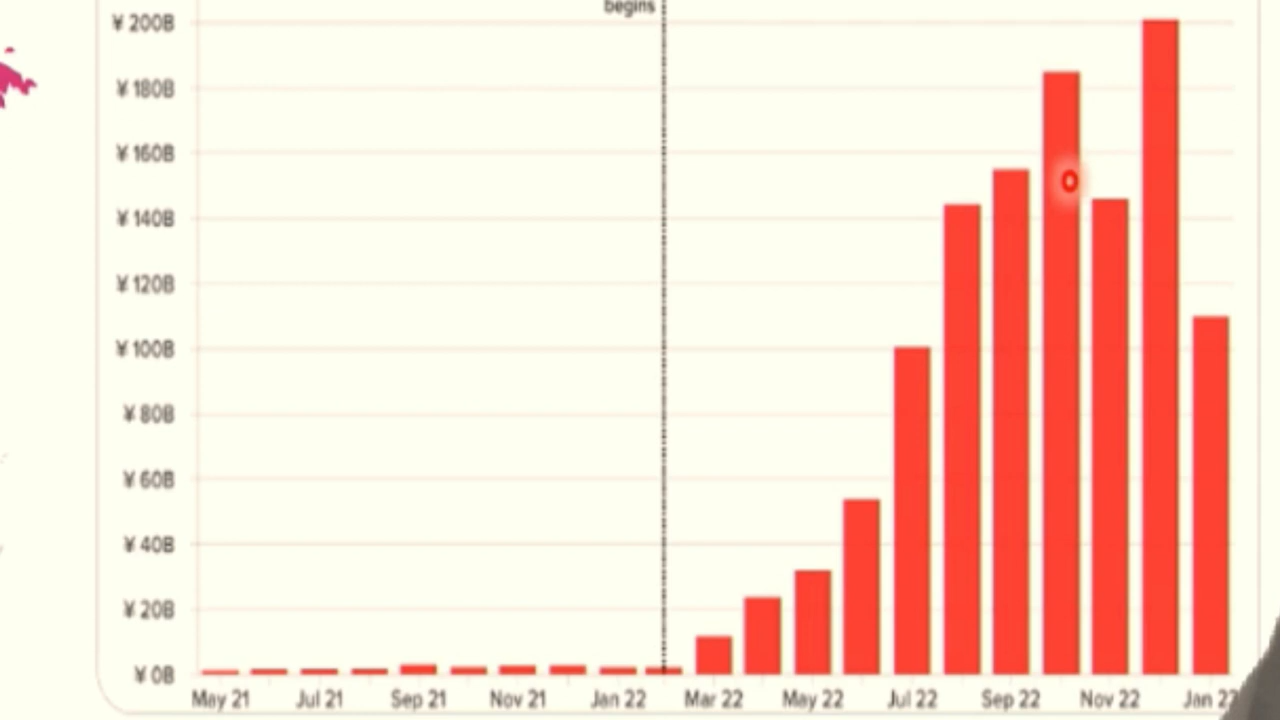 begins
¥ 200B
¥ 180B
¥ 160B
¥ 140B
¥ 120B
¥ 100B
¥ 80B
¥ 60B
¥ 40B
¥ 20B
¥ 0B
May 21 Jul 21 Sep 21 Nov 21 Jan 22 Mar 22 May 22 Jul 22 Sep 22 Nov 22 Jan